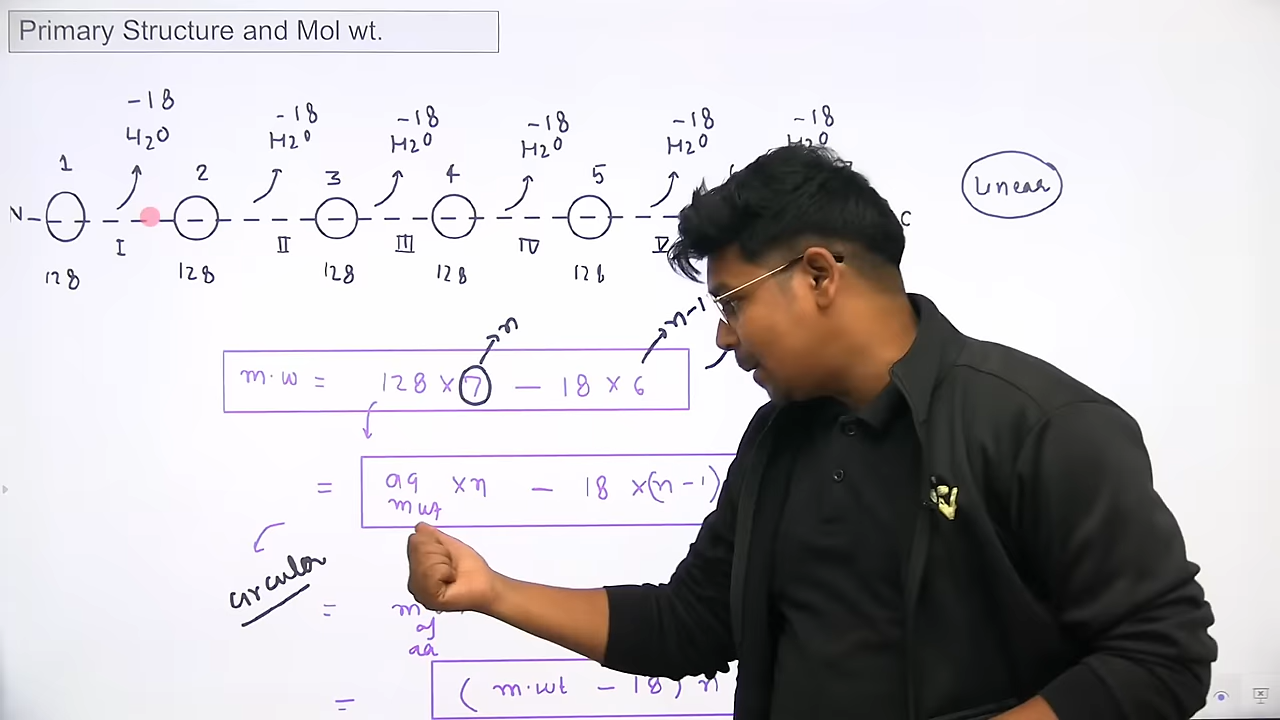 Primary Structure and Mol wt.
-18 -18 -18 -18 -18 -18
H2O H2O H2O H2O H2O H2O
1 2 3 4 5
N
C
Linear
I II III IV V
128 128 128 128 128
n
n-1
m.w = 128 × 7 — 18 × 6
= aa mwt × n — 18 × (n-1)
circular
= m
of
aa
= ( m.wt - 18 ) n